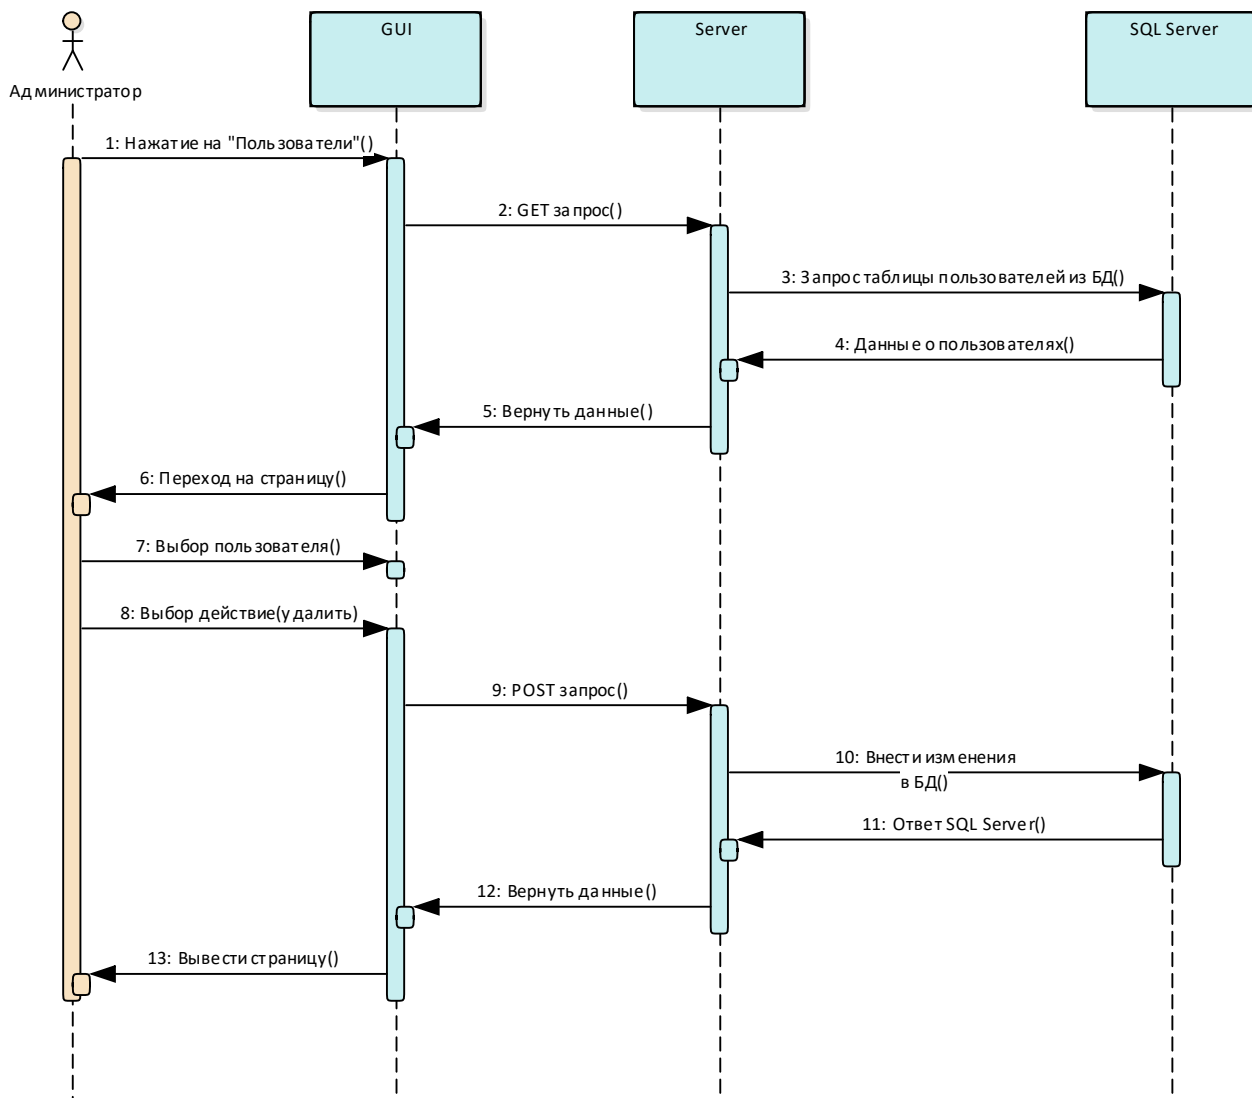 GUI
Server
SQL Server
Администратор
1: Нажатие на "Пользователи"()
2: GET запрос()
3: Запрос таблицы пользователей из БД()
4: Данные о пользователях()
5: Вернуть данные()
6: Переход на страницу()
7: Выбор пользователя()
8: Выбор действие(удалить)
9: POST запрос()
10: Внести изменения
в БД()
11: Ответ SQL Server()
12: Вернуть данные()
13: Вывести страницу()